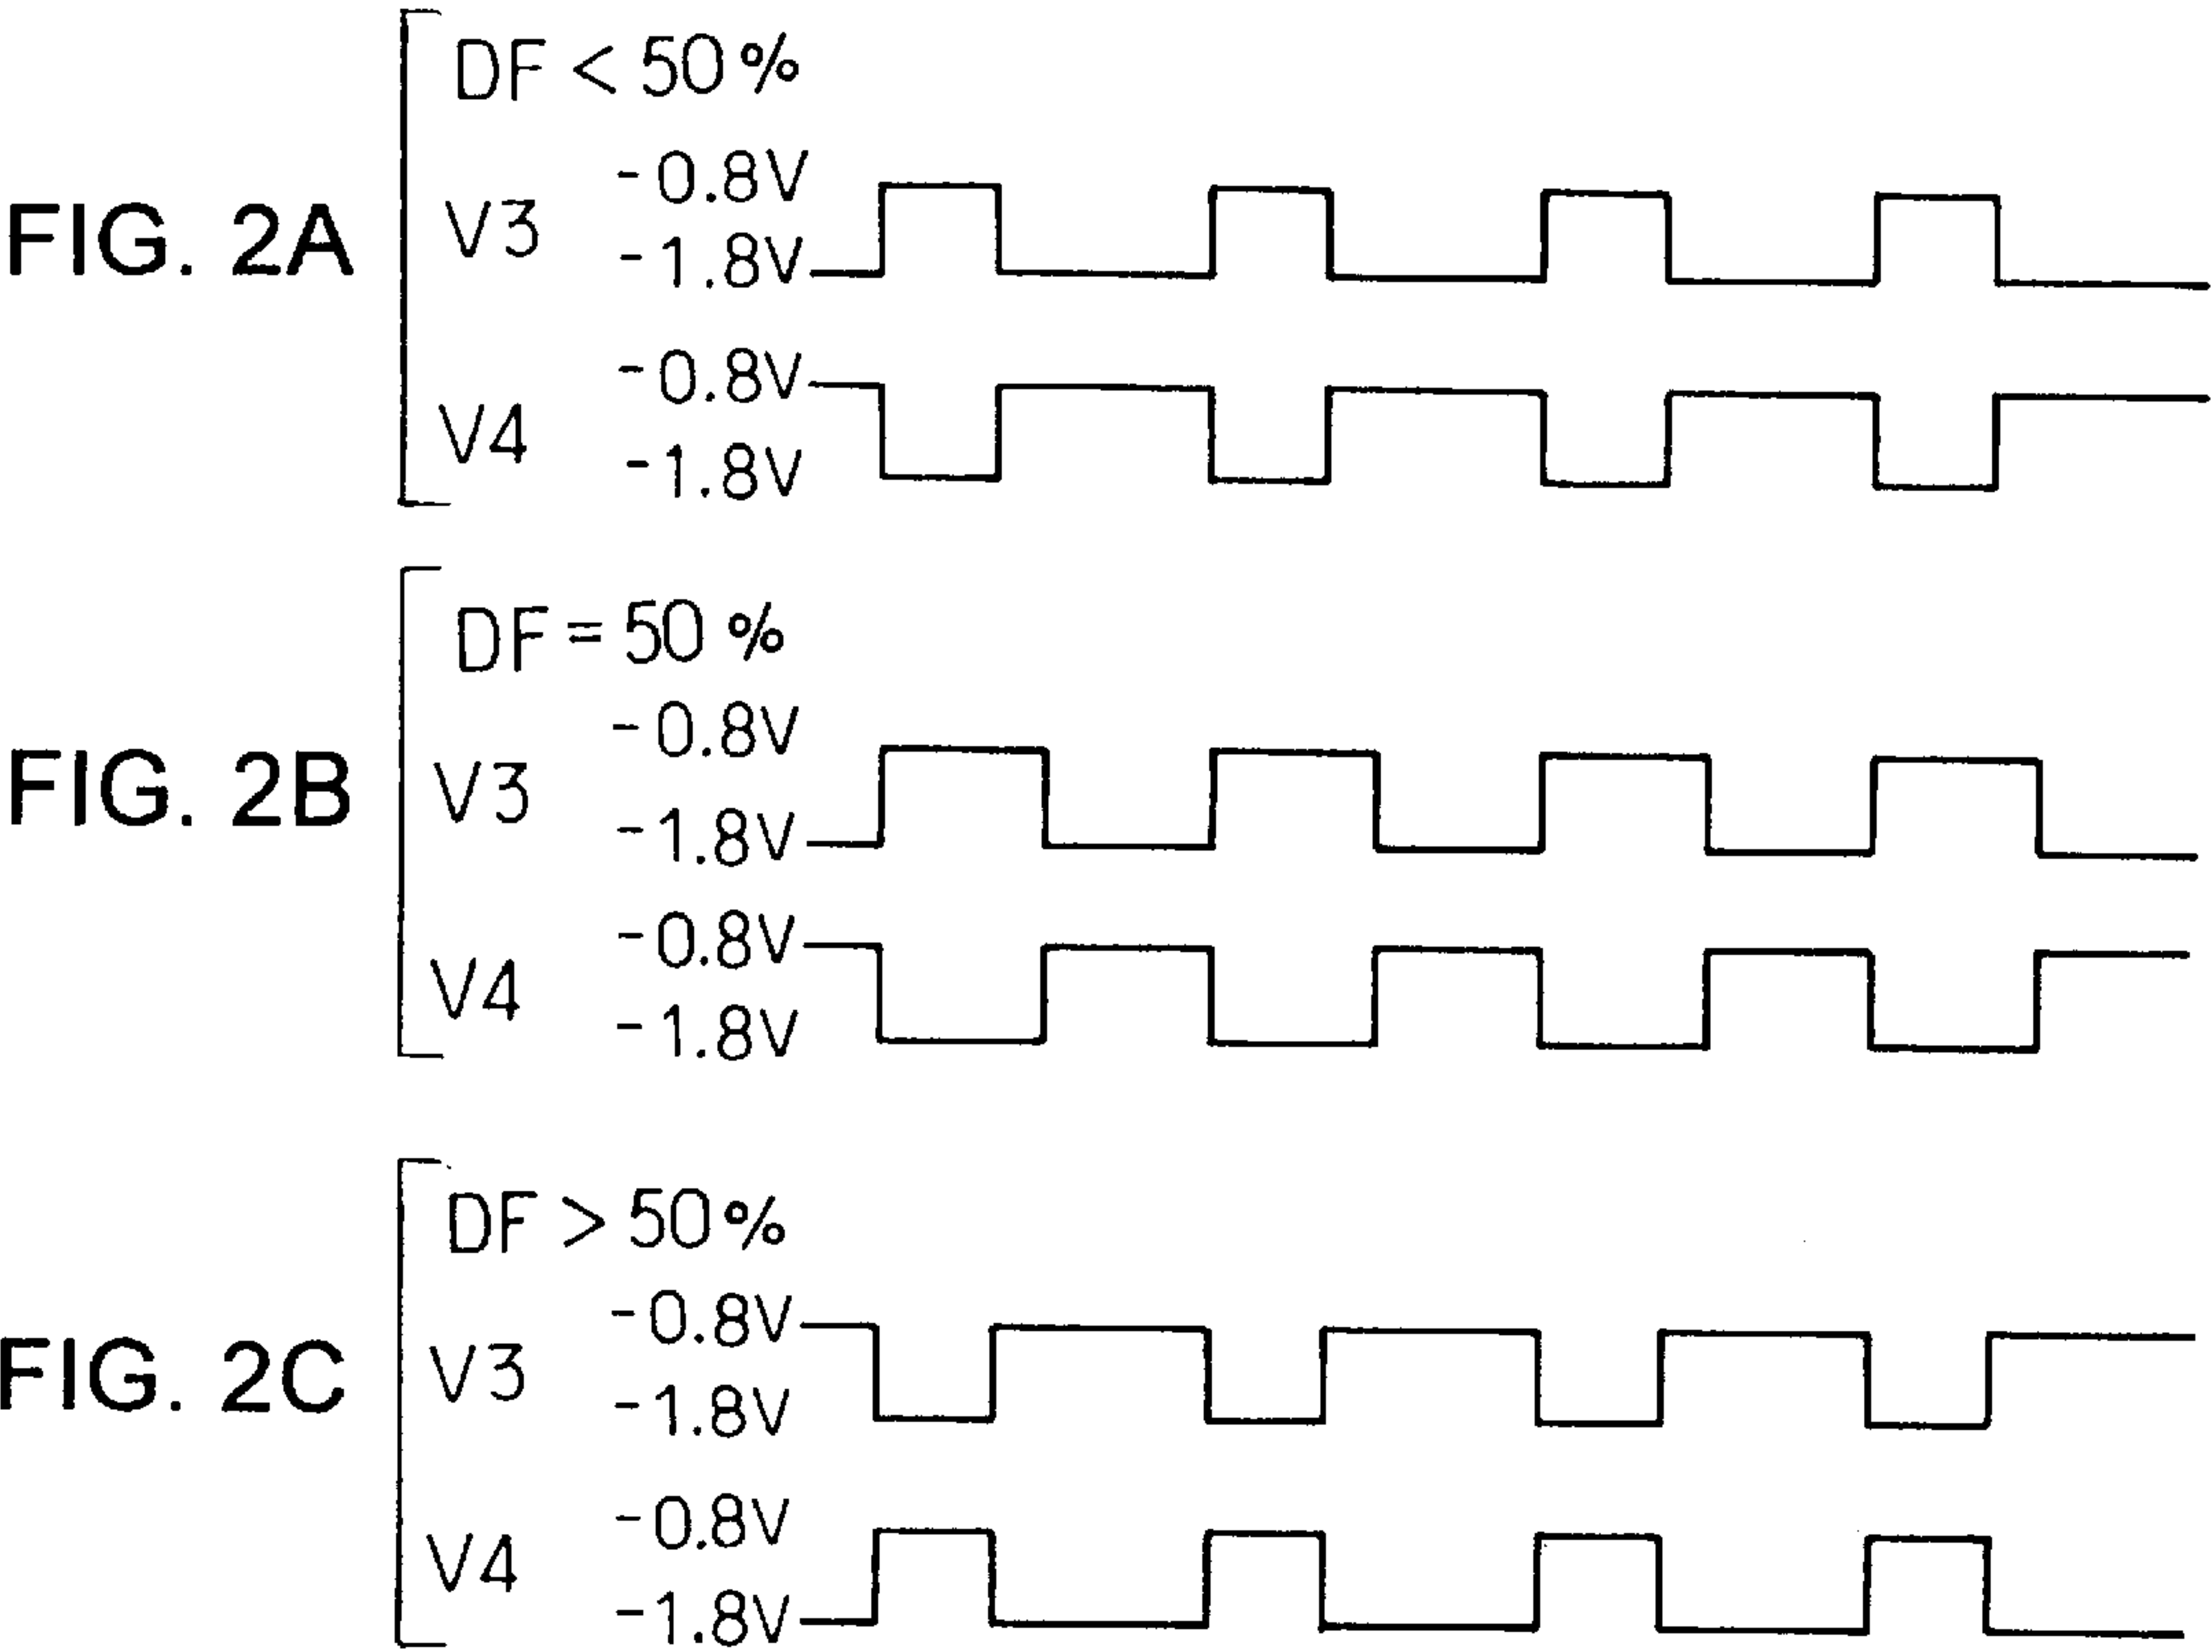 DF < 50 %
-0.8V
FIG. 2A
V3
-1.8V
-0.8V
V4
-1.8V
DF = 50 %
-0.8V
FIG. 2B
V3
-1.8V
-0.8V
V4
-1.8V
DF > 50 %
-0.8V
FIG. 2C
V3
-1.8V
-0.8V
V4
-1.8V